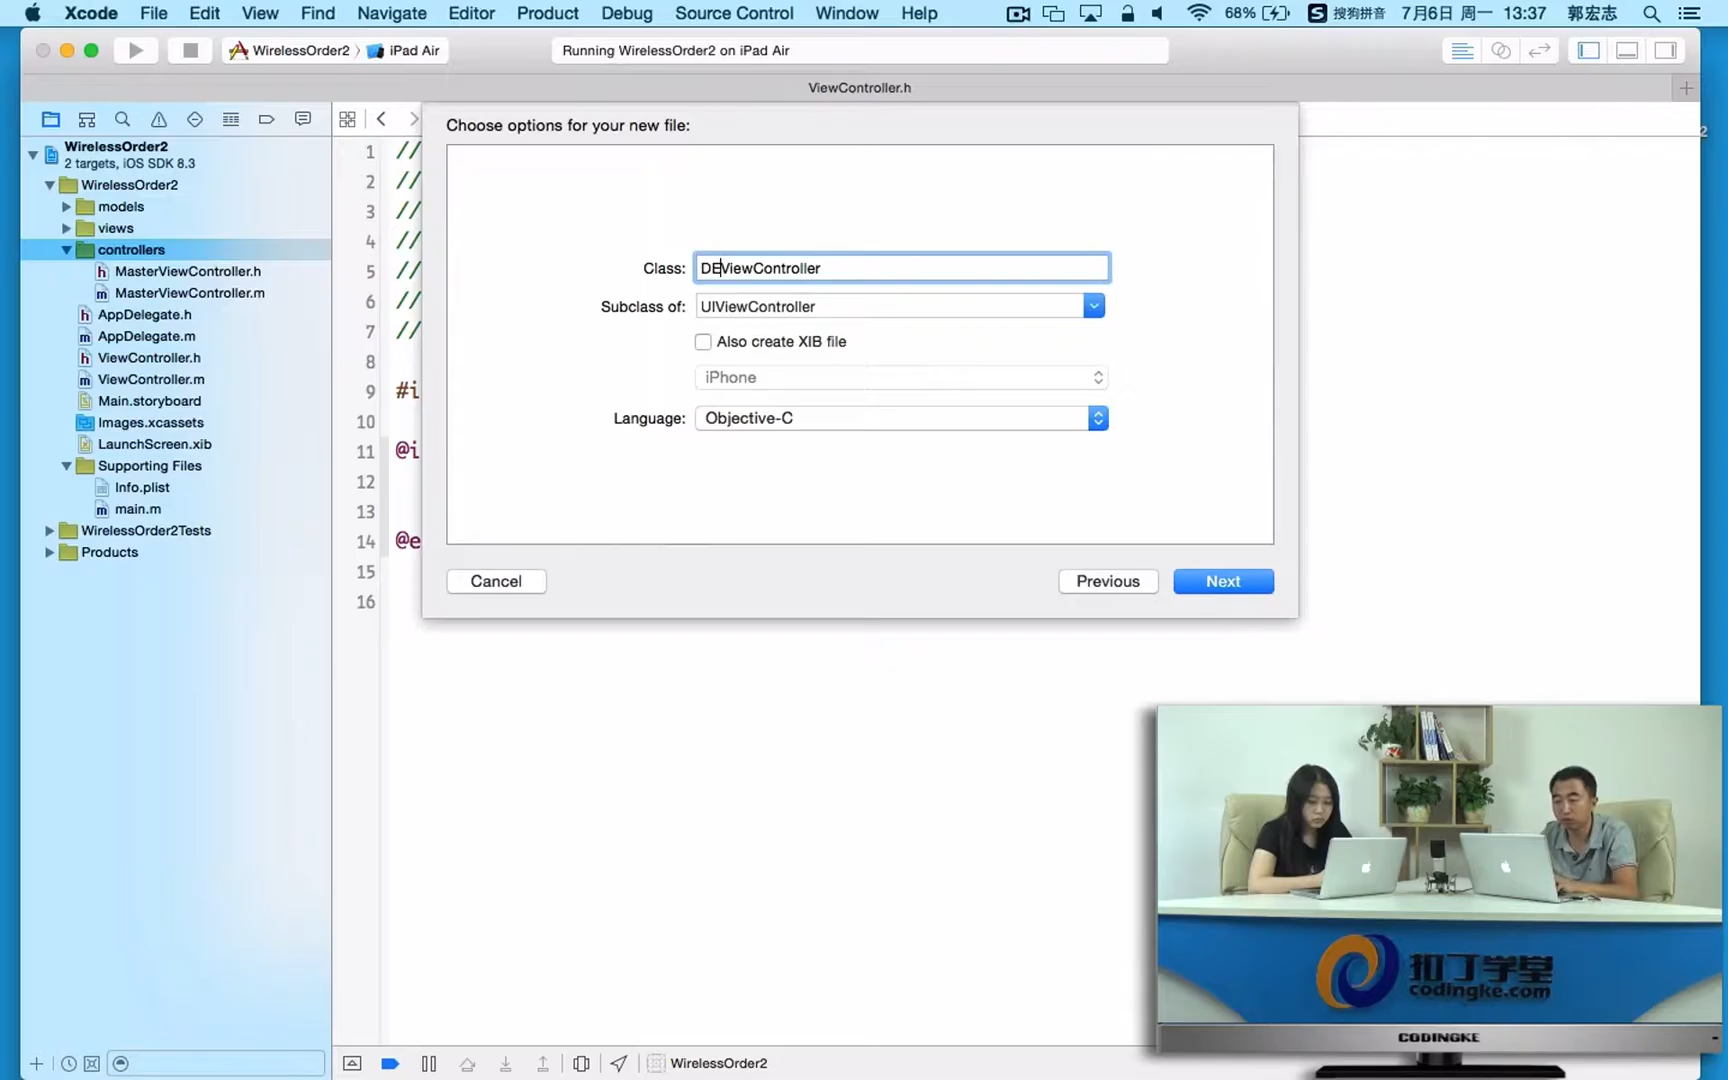 Xcode File Edit View Find Navigate Editor Product Debug Source Control Window Help 68% S 搜狗拼音 7月6日 周一 13:37 郭宏志
WirelessOrder2 〉 iPad Air
Running WirelessOrder2 on iPad Air
ViewController.h
WirelessOrder2
2 targets, iOS SDK 8.3
WirelessOrder2
models
views
controllers
h MasterViewController.h
m MasterViewController.m
h AppDelegate.h
m AppDelegate.m
h ViewController.h
m ViewController.m
Main.storyboard
Images.xcassets
LaunchScreen.xib
Supporting Files
Info.plist
m main.m
WirelessOrder2Tests
Products
2
1 //
2 //
3 //
4 //
5 //
6 //
7 //
8
9 #i
10
11 @i
12
13
14 @e
15
16
Choose options for your new file:
Class: DEViewController
Subclass of: UIViewController
Also create XIB file
iPhone
Language: Objective-C
Cancel
Previous
Next
扣丁学堂
codingke.com
CODINGKE
WirelessOrder2